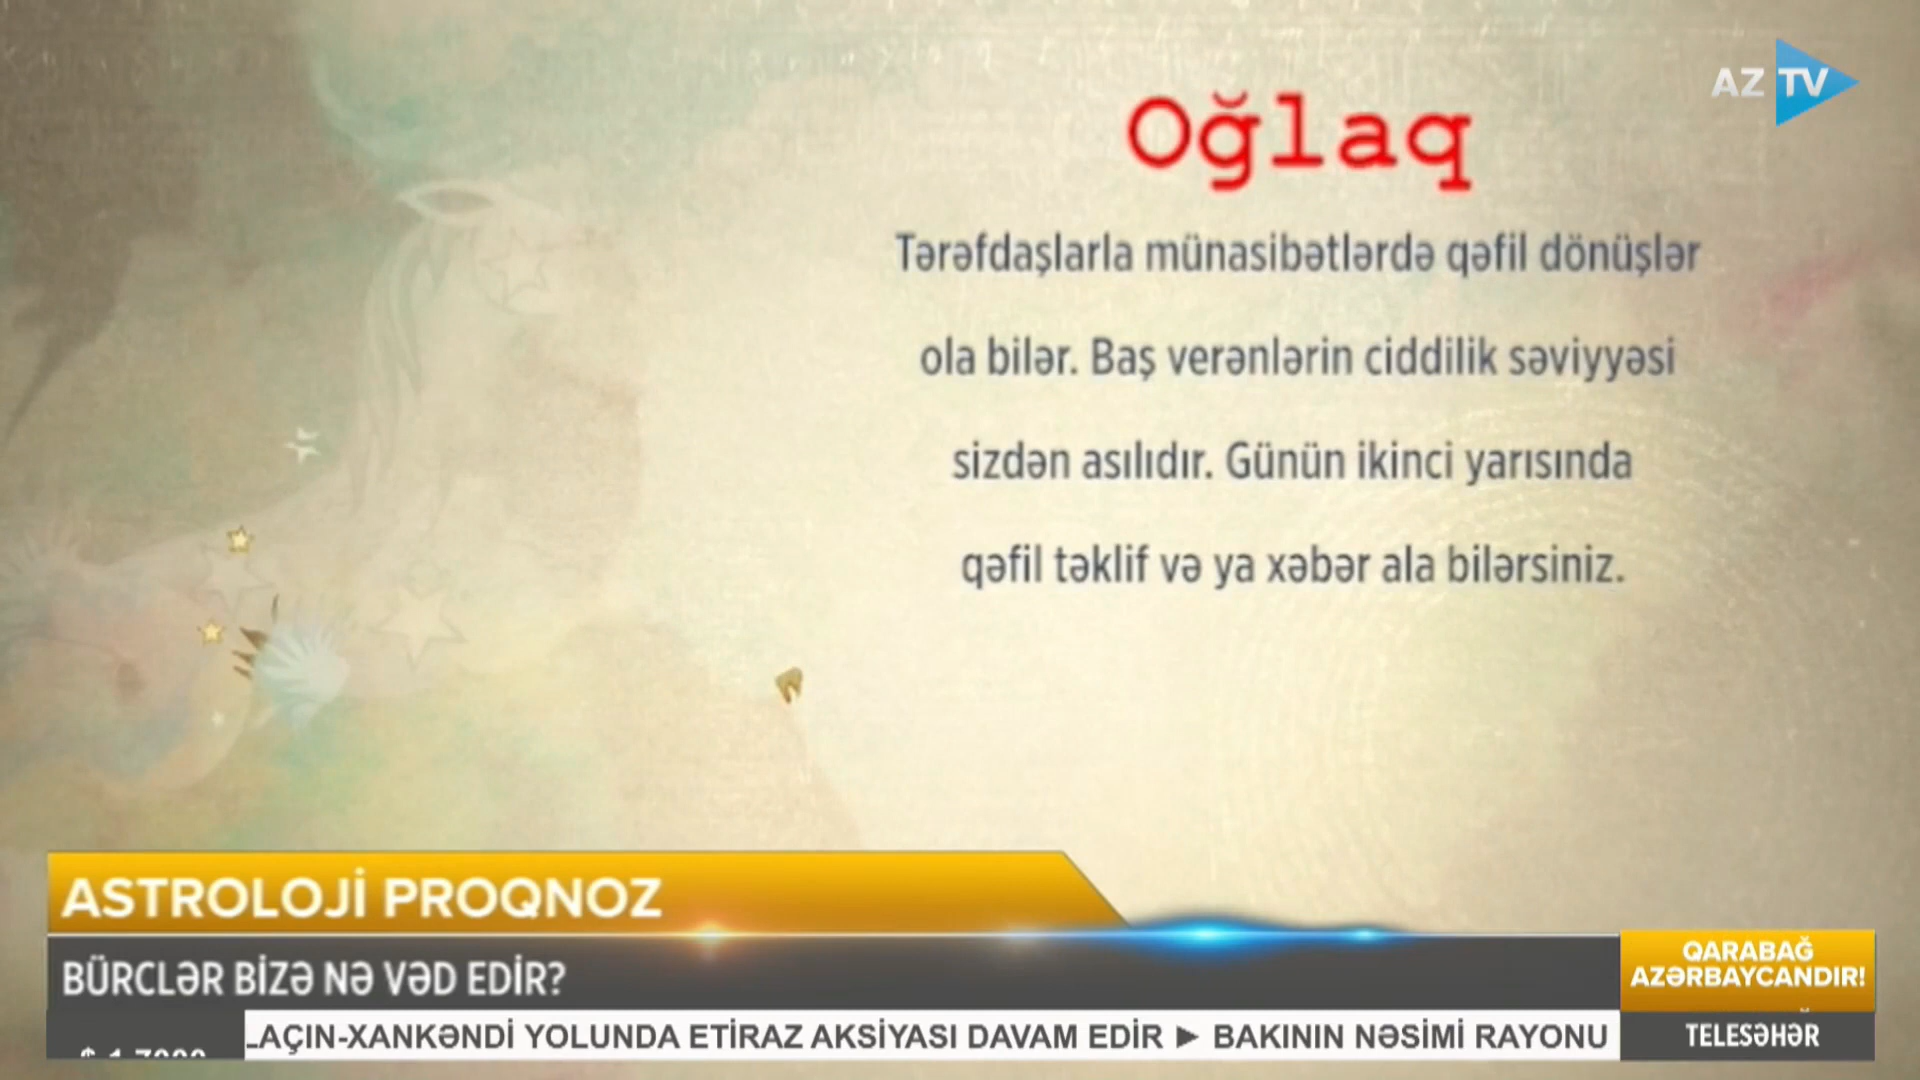 AZ TV
Oğlaq
Tərəfdaşlarla münasibətlərdə qəfil dönüşlər
ola bilər. Baş verənlərin ciddilik səviyyəsi
sizdən asılıdır. Günün ikinci yarısında
qəfil təklif və ya xəbər ala bilərsiniz.
ASTROLOJİ PROQNOZ
BÜRCLƏR BİZƏ NƏ VƏD EDİR?
QARABAĞ
AZƏRBAYCANDIR!
LAÇIN-XANKƏNDİ YOLUNDA ETİRAZ AKSİYASI DAVAM EDİR ► BAKININ NƏSİMİ RAYONU
TELESƏHƏR